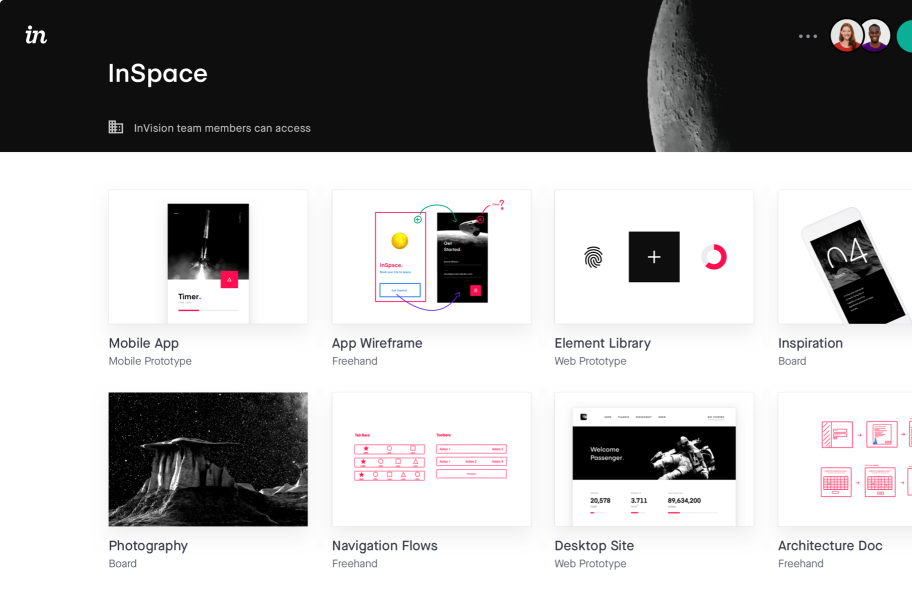 in
InSpace
InVision team members can access
Timer.
InSpace.
Get
Started.
?
04
Mobile App
Mobile Prototype
App Wireframe
Freehand
Element Library
Web Prototype
Inspiration
Board
Tab Bars
Toolbars
Welcome
Passenger.
20,578
3.711
89,634,200
Photography
Board
Navigation Flows
Freehand
Desktop Site
Web Prototype
Architecture Doc
Freehand